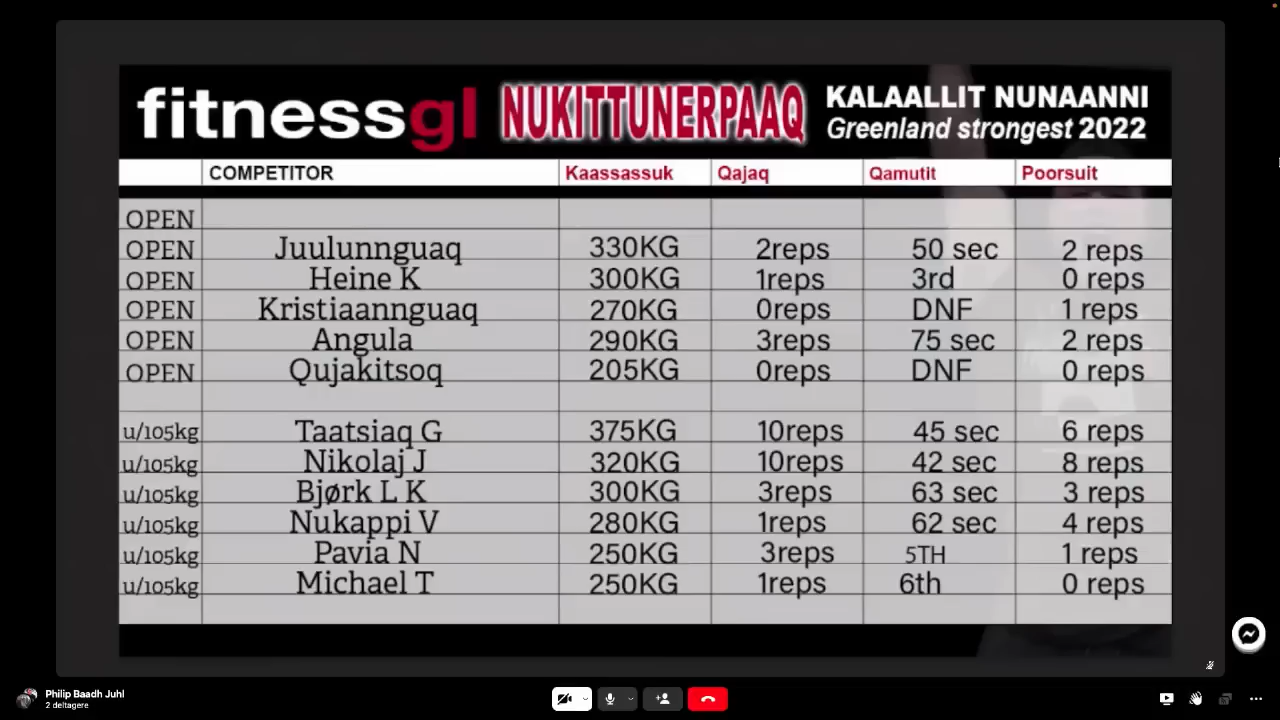 fitnessgl NUKITTUNERPAAQ KALAALLIT NUNAANNI
Greenland strongest 2022
COMPETITOR Kaassassuk Qajaq Qamutit Poorsuit
OPEN
OPEN Juulunnguaq 330KG 2reps 50 sec 2 reps
OPEN Heine K 300KG 1reps 3rd 0 reps
OPEN Kristiaannguaq 270KG 0reps DNF 1 reps
OPEN Angula 290KG 3reps 75 sec 2 reps
OPEN Qujakitsoq 205KG 0reps DNF 0 reps
u/105kg Taatsiaq G 375KG 10reps 45 sec 6 reps
u/105kg Nikolaj J 320KG 10reps 42 sec 8 reps
u/105kg Bjørk L K 300KG 3reps 63 sec 3 reps
u/105kg Nukappi V 280KG 1reps 62 sec 4 reps
u/105kg Pavia N 250KG 3reps 5TH 1 reps
u/105kg Michael T 250KG 1reps 6th 0 reps
Philip Baadh Juhl
2 deltagere